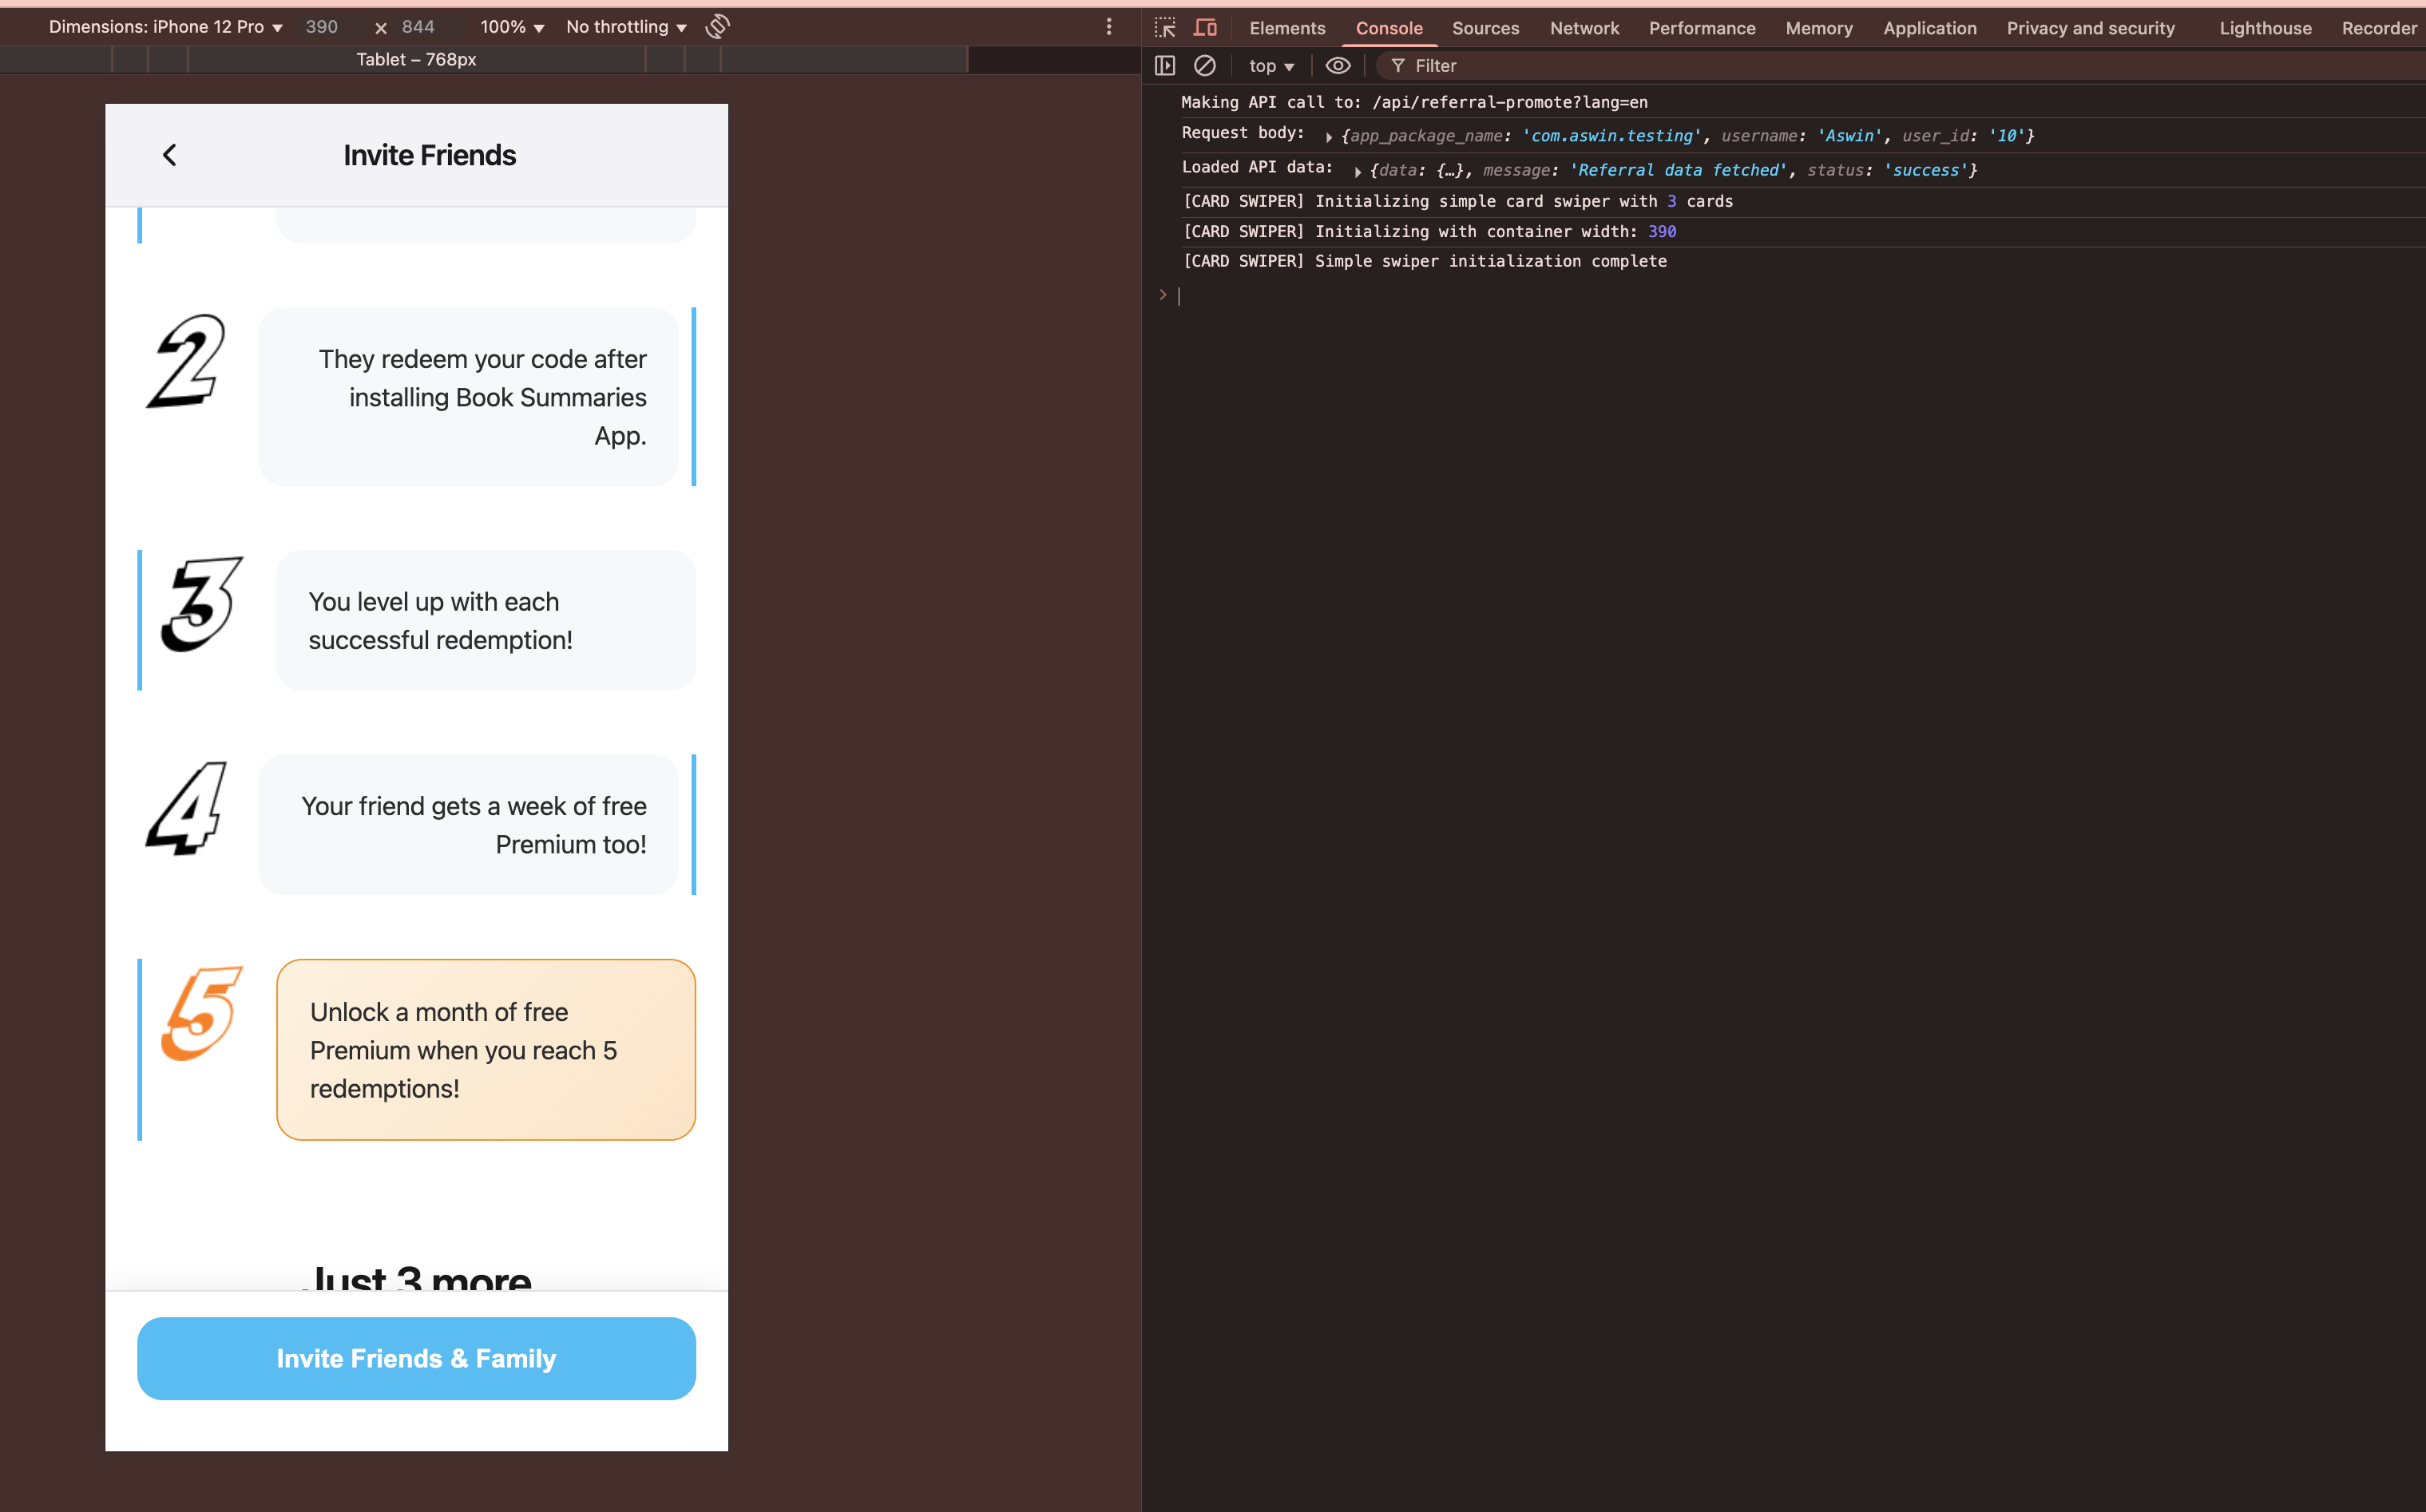 Dimensions: iPhone 12 Pro ▼ 390 × 844 100% ▼ No throttling ▼
Tablet – 768px
Invite Friends
2
They redeem your code after
installing Book Summaries
App.
3
You level up with each
successful redemption!
4
Your friend gets a week of free
Premium too!
5
Unlock a month of free
Premium when you reach 5
redemptions!
Just 3 more
Invite Friends & Family
Elements Console Sources Network Performance Memory Application Privacy and security Lighthouse Recorder
top ▼ Filter
Making API call to: /api/referral-promote?lang=en
Request body: ▶ {app_package_name: 'com.aswin.testing', username: 'Aswin', user_id: '10'}
Loaded API data: ▶ {data: {…}, message: 'Referral data fetched', status: 'success'}
[CARD SWIPER] Initializing simple card swiper with 3 cards
[CARD SWIPER] Initializing with container width: 390
[CARD SWIPER] Simple swiper initialization complete